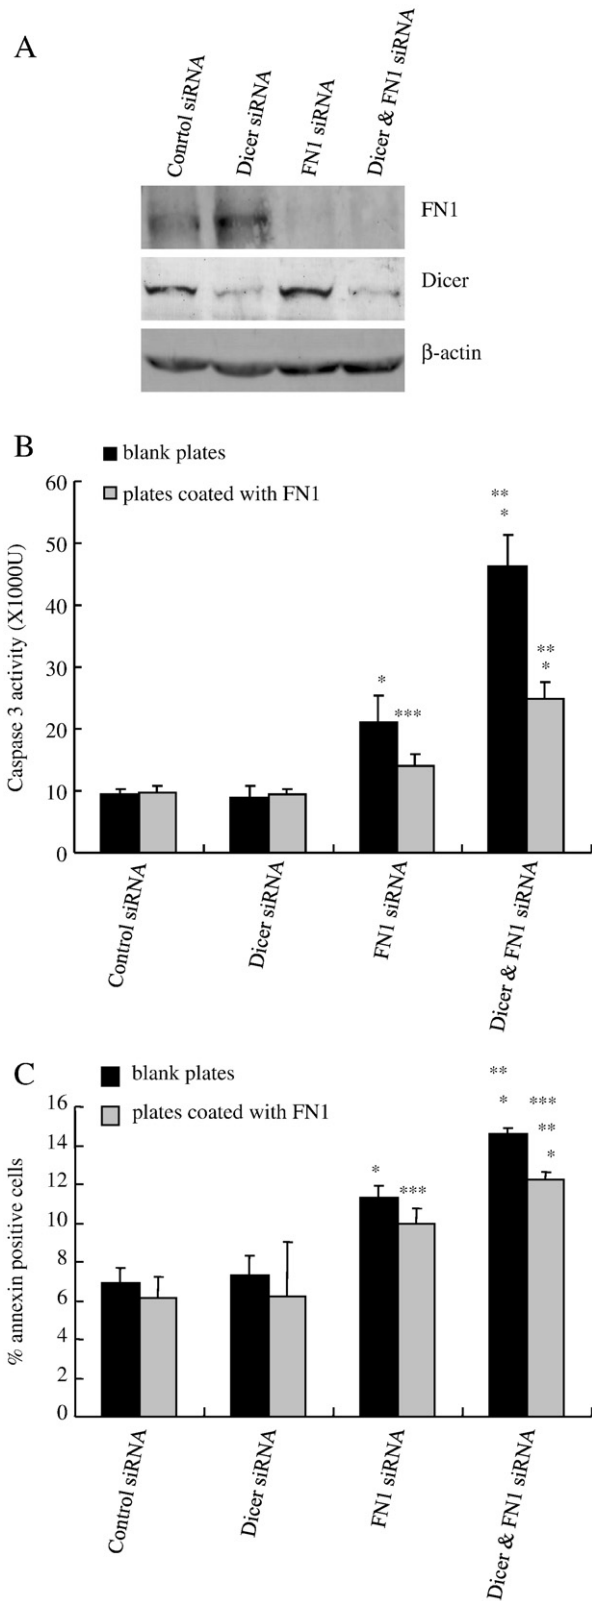 A
Conrtol siRNA
Dicer siRNA
FN1 siRNA
Dicer & FN1 siRNA
FN1
Dicer
β-actin
B
blank plates
plates coated with FN1
Caspase 3 activity (X1000U)
60
50
40
30
20
10
0
**
*
**
*
*
***
Control siRNA
Dicer siRNA
FN1 siRNA
Dicer & FN1 siRNA
C
blank plates
plates coated with FN1
% annexin positive cells
16
14
12
10
8
6
4
2
0
**
*
***
**
*
*
***
Control siRNA
Dicer siRNA
FN1 siRNA
Dicer & FN1 siRNA